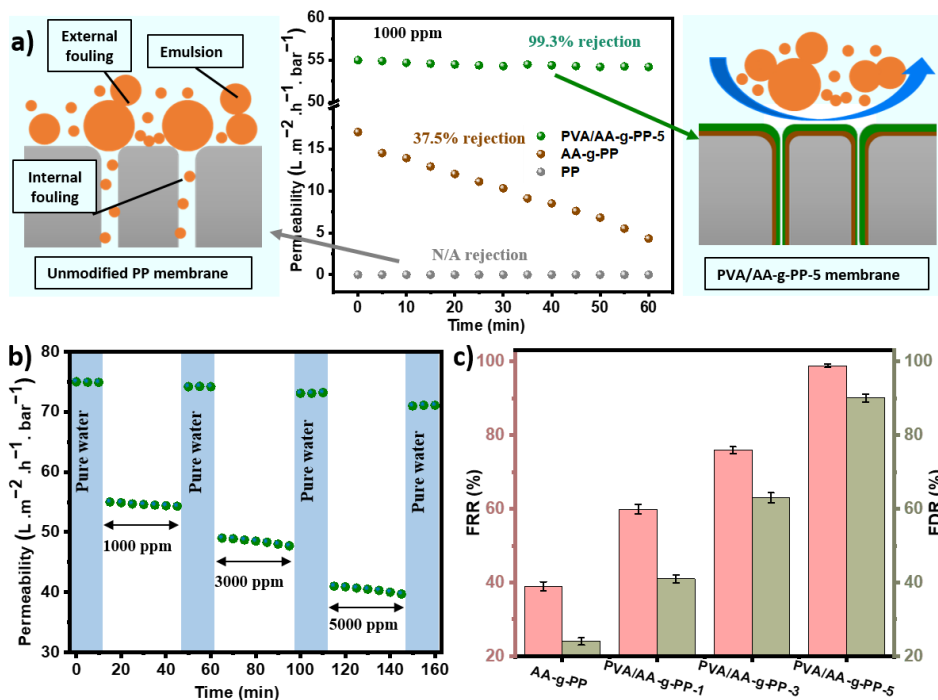 a)
External
fouling
Emulsion
Internal
fouling
Unmodified PP membrane
Permeability (L .m⁻² .h⁻¹ . bar⁻¹)
60
55
50
15
10
5
0
1000 ppm
99.3% rejection
37.5% rejection
PVA/AA-g-PP-5
AA-g-PP
PP
N/A rejection
0 10 20 30 40 50 60
Time (min)
PVA/AA-g-PP-5 membrane
b)
Permeability (L .m⁻² .h⁻¹ . bar⁻¹)
80
70
60
50
40
30
Pure water
Pure water
Pure water
Pure water
1000 ppm
3000 ppm
5000 ppm
0 20 40 60 80 100 120 140 160
Time (min)
c)
FRR (%)
100
80
60
40
20
100
80
60
40
20
FDR (%)
AA-g-PP
PVA/AA-g-PP-1
PVA/AA-g-PP-3
PVA/AA-g-PP-5